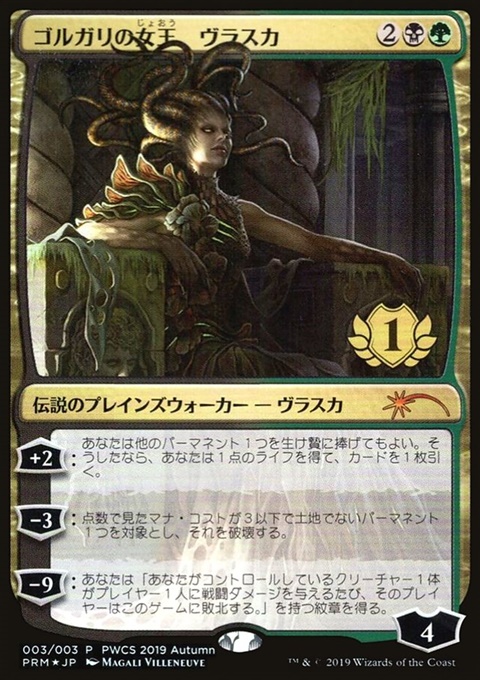 じょおう
ゴルガリの女王 ヴラスカ 2
1
伝説のプレインズウォーカー — ヴラスカ
+2 : あなたは他のパーマネント１つを生け贄に捧げてもよい。そ
うしたなら、あなたは１点のライフを得て、カードを１枚引
く。
-3 : 点数で見たマナ・コストが３以下で土地でないパーマネント
１つを対象とし、それを破壊する。
-9 : あなたは「あなたがコントロールしているクリーチャー１体
がプレイヤー１人に戦闘ダメージを与えるたび、そのプレイ
ヤーはこのゲームに敗北する。」を持つ紋章を得る。
4
003/003 P PWCS 2019 Autumn
PRM★JP MAGALI VILLENEUVE
™ & © 2019 Wizards of the Coast